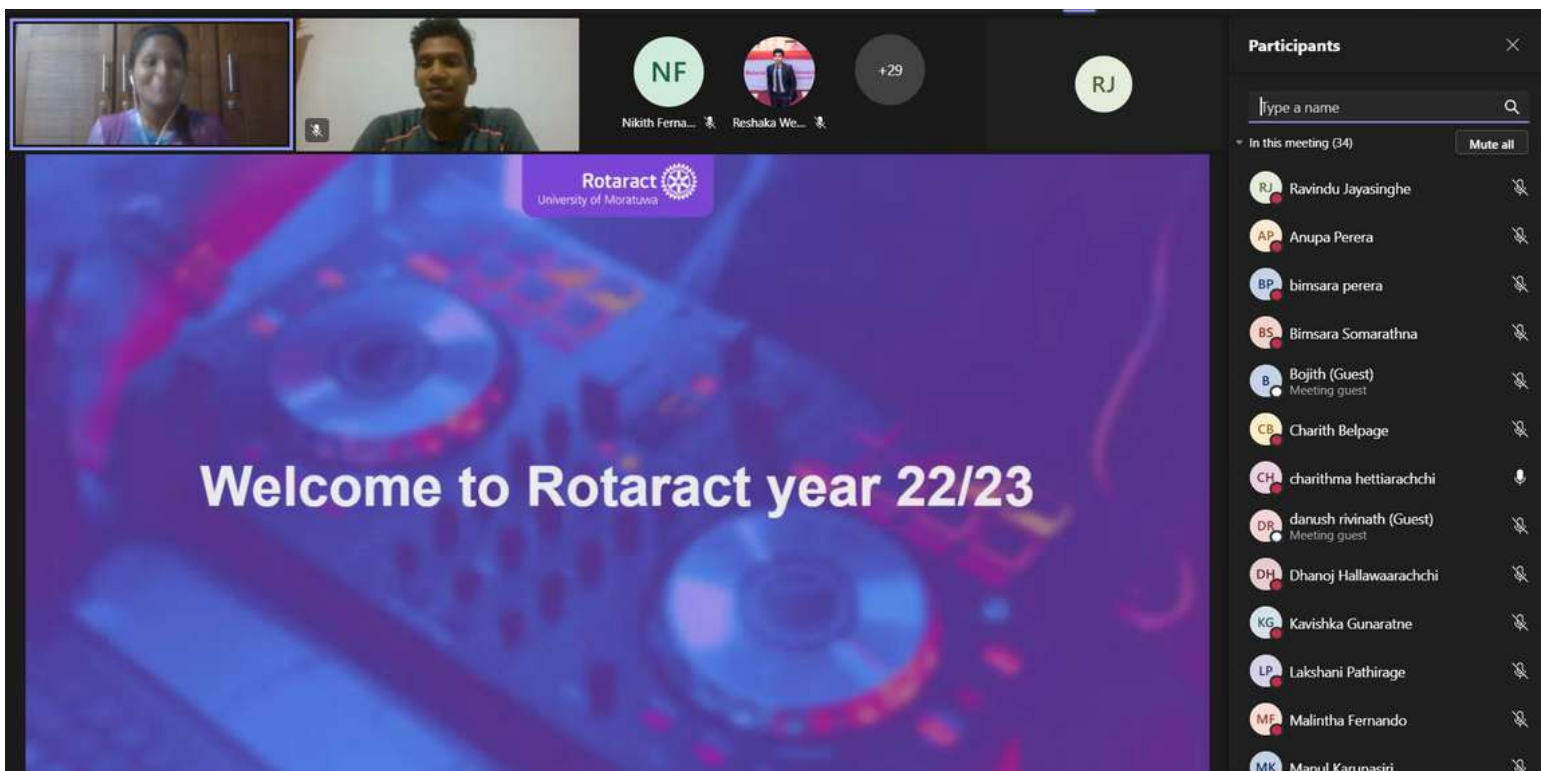 NF
Nikith Ferna...
Reshaka We...
+29
RJ
Rotaract
University of Moratuwa
Welcome to Rotaract year 22/23
Participants
Type a name
In this meeting (34)
Mute all
RJ Ravindu Jayasinghe
AP Anupa Perera
BP bimsara perera
BS Bimsara Somarathna
B Bojith (Guest)
Meeting guest
CB Charith Belpage
CH charithma hettiarachchi
DR danush rivinath (Guest)
Meeting guest
DH Dhanoj Hallawaarachchi
KG Kavishka Gunaratne
LP Lakshani Pathirage
MF Malintha Fernando
MK Manul Karunasiri